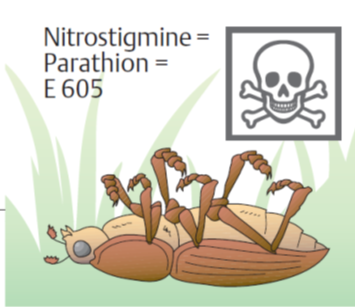 Nitrostigmine =
Parathion =
E 605